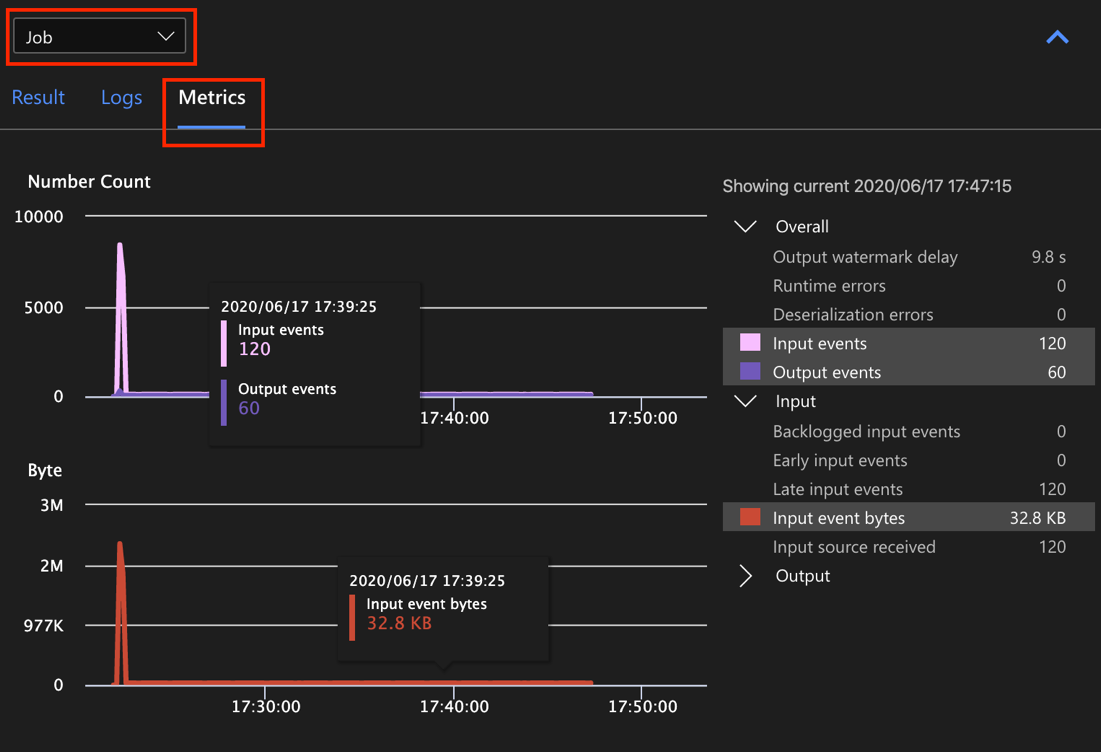 Job
Result Logs Metrics
Number Count
10000
5000
0
2020/06/17 17:39:25
Input events
120
Output events
60
17:40:00 17:50:00
Byte
3M
2M
977K
0
2020/06/17 17:39:25
Input event bytes
32.8 KB
17:30:00 17:40:00 17:50:00
Showing current 2020/06/17 17:47:15
Overall
Output watermark delay 9.8 s
Runtime errors 0
Deserialization errors 0
Input events 120
Output events 60
Input
Backlogged input events 0
Early input events 0
Late input events 120
Input event bytes 32.8 KB
Input source received 120
Output